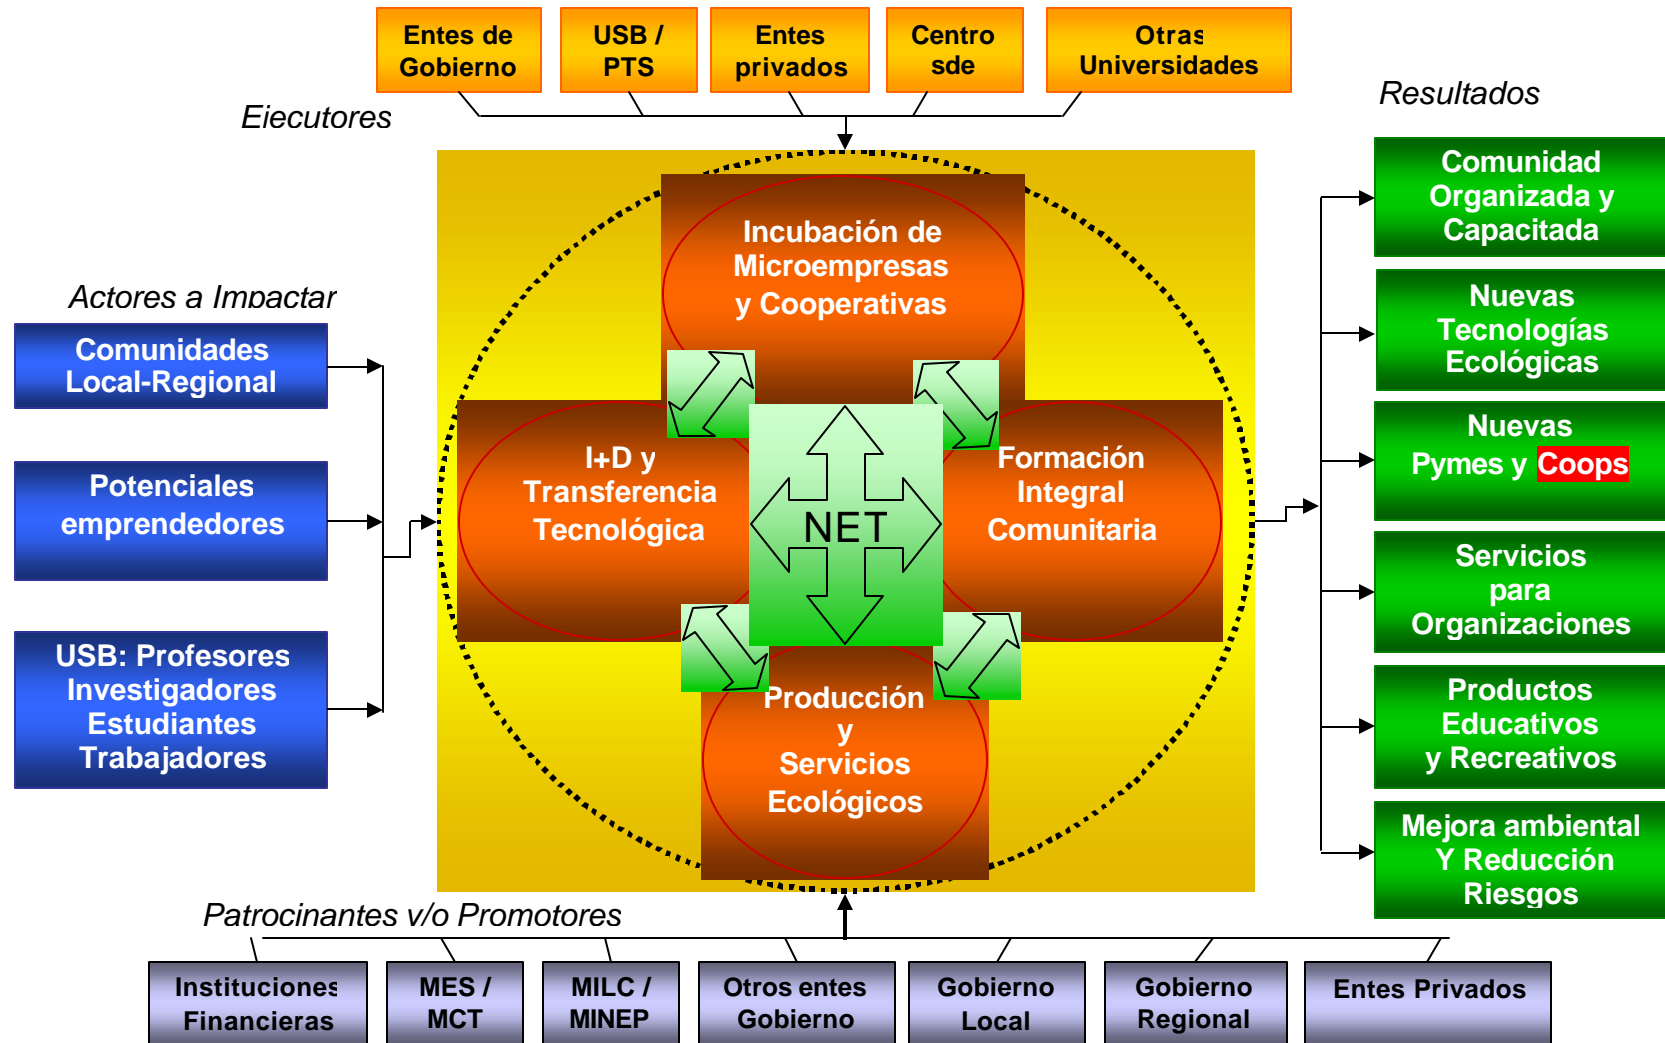 Entes de
Gobierno
USB /
PTS
Entes
privados
Centro
sde
Otras
Universidades
Ejecutores
Resultados
Actores a Impactar
Comunidades
Local-Regional
Potenciales
emprendedores
USB: Profesores
Investigadores
Estudiantes
Trabajadores
Incubación de
Microempresas
y Cooperativas
I+D y
Transferencia
Tecnológica
NET
Formación
Integral
Comunitaria
Producción
y
Servicios
Ecológicos
Comunidad
Organizada y
Capacitada
Nuevas
Tecnologías
Ecológicas
Nuevas
Pymes y Coops
Servicios
para
Organizaciones
Productos
Educativos
y Recreativos
Mejora ambiental
Y Reducción
Riesgos
Patrocinantes y/o Promotores
Instituciones
Financieras
MES /
MCT
MILC /
MINEP
Otros entes
Gobierno
Gobierno
Local
Gobierno
Regional
Entes Privados